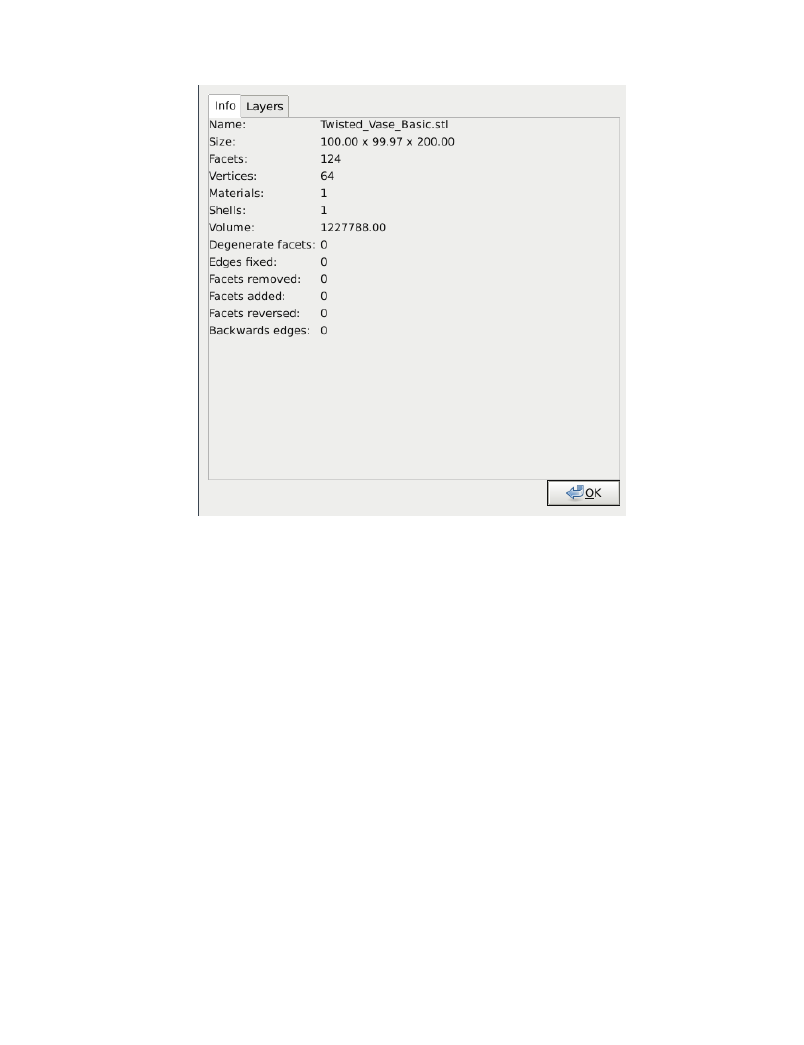 Info Layers
Name: Twisted_Vase_Basic.stl
Size: 100.00 x 99.97 x 200.00
Facets: 124
Vertices: 64
Materials: 1
Shells: 1
Volume: 1227788.00
Degenerate facets: 0
Edges fixed: 0
Facets removed: 0
Facets added: 0
Facets reversed: 0
Backwards edges: 0
OK